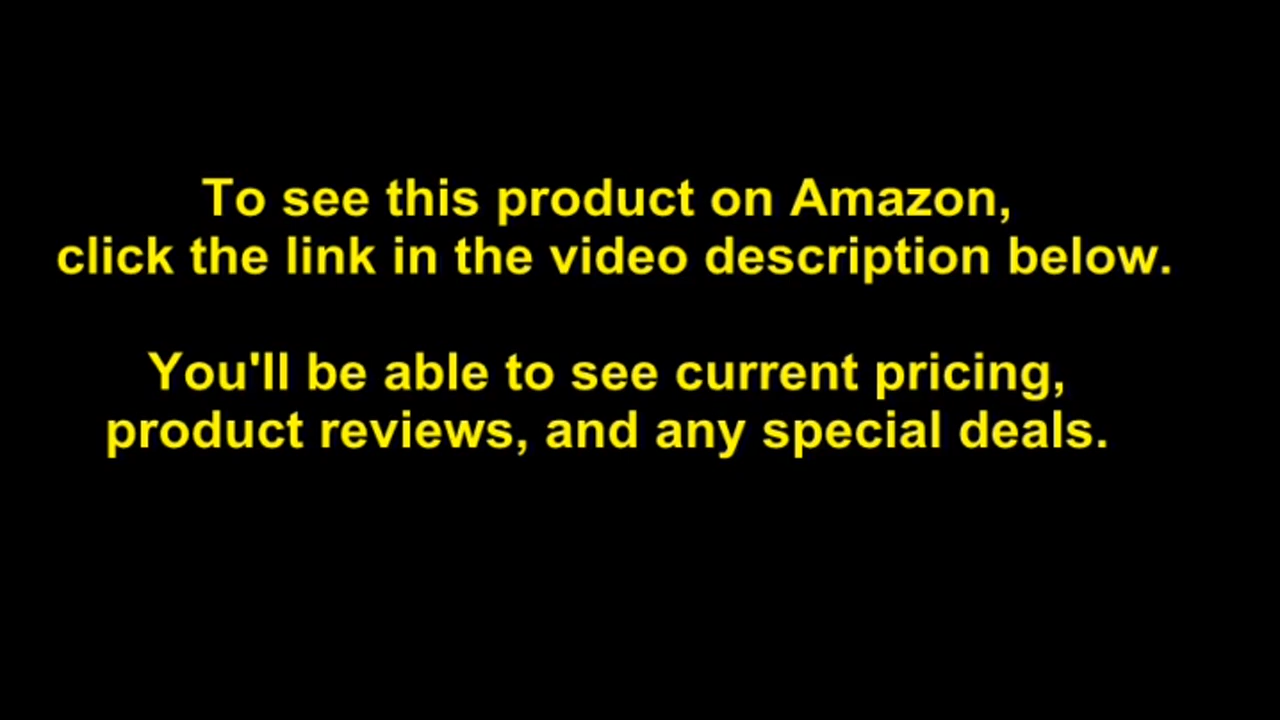 To see this product on Amazon,
click the link in the video description below.
You'll be able to see current pricing,
product reviews, and any special deals.